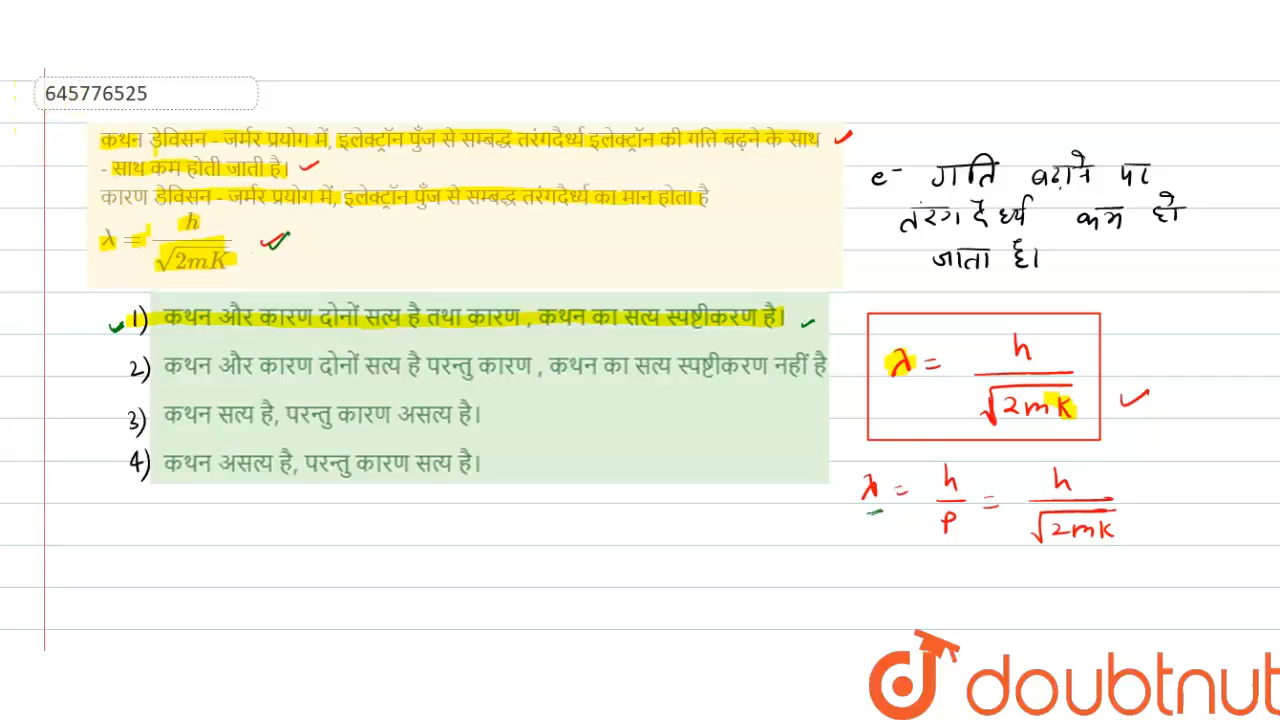 645776525
कथन डेविसन - जर्मर प्रयोग में, इलेक्ट्रॉन पुँज से सम्बद्ध तरंगदैर्ध्य इलेक्ट्रॉन की गति बढ़ने के साथ
- साथ कम होती जाती है।
कारण डेविसन - जर्मर प्रयोग में, इलेक्ट्रॉन पुँज से सम्बद्ध तरंगदैर्ध्य का मान होता है
λ = h / √2mK
1) कथन और कारण दोनों सत्य है तथा कारण , कथन का सत्य स्पष्टीकरण है।
2) कथन और कारण दोनों सत्य है परन्तु कारण , कथन का सत्य स्पष्टीकरण नहीं है
3) कथन सत्य है, परन्तु कारण असत्य है।
4) कथन असत्य है, परन्तु कारण सत्य है।
e- गति बढ़ाने पर
तरंगदैर्ध्य कम हो
जाता है।
λ = h / √2mK
λ = h / p = h / √2mK
doubtnut